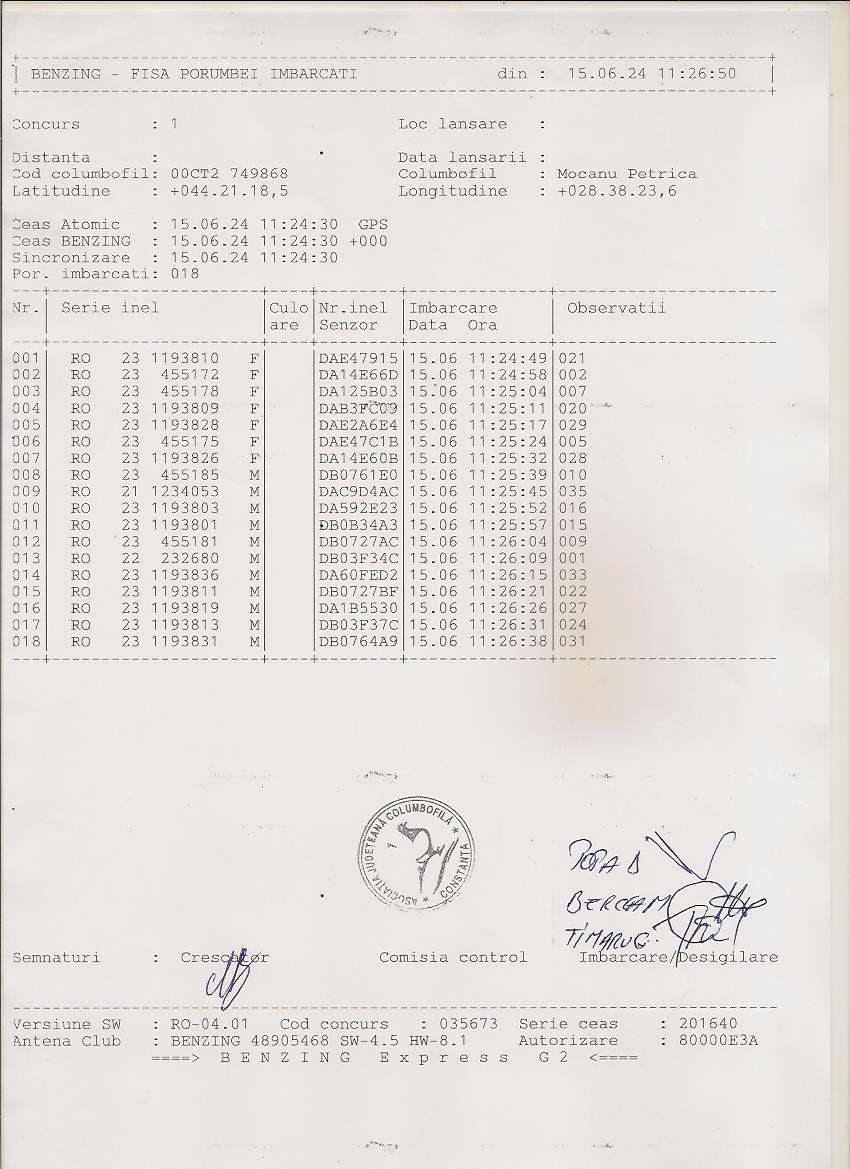 BENZING - FISA PORUMBEI IMBARCATI din : 15.06.24 11:26:50
Concurs : 1 Loc lansare :
Distanta : Data lansarii :
Cod columbofil: 00CT2 749868 Columbofil : Mocanu Petrica
Latitudine : +044.21.18,5 Longitudine : +028.38.23,6
Ceas Atomic : 15.06.24 11:24:30 GPS
Ceas BENZING : 15.06.24 11:24:30 +000
Sincronizare : 15.06.24 11:24:30
Por. imbarcati: 018
Nr. Serie inel Culo Nr.inel Imbarcare Observatii
are Senzor Data Ora
001 RO 23 1193810 F DAE47915 15.06 11:24:49 021
002 RO 23 455172 F DA14E66D 15.06 11:24:58 002
003 RO 23 455178 F DA125B03 15.06 11:25:04 007
004 RO 23 1193809 F DAB3FC09 15.06 11:25:11 020
005 RO 23 1193828 F DAE2A6E4 15.06 11:25:17 029
006 RO 23 455175 F DAE47C1B 15.06 11:25:24 005
007 RO 23 1193826 F DA14E60B 15.06 11:25:32 028
008 RO 23 455185 M DB0761E0 15.06 11:25:39 010
009 RO 21 1234053 M DAC9D4AC 15.06 11:25:45 035
010 RO 23 1193803 M DA592E23 15.06 11:25:52 016
011 RO 23 1193801 M DB0B34A3 15.06 11:25:57 015
012 RO 23 455181 M DB0727AC 15.06 11:26:04 009
013 RO 22 232680 M DB03F34C 15.06 11:26:09 001
014 RO 23 1193836 M DA60FED2 15.06 11:26:15 033
015 RO 23 1193811 M DB0727BF 15.06 11:26:21 022
016 RO 23 1193819 M DA1B5530 15.06 11:26:26 027
017 RO 23 1193813 M DB03F37C 15.06 11:26:31 024
018 RO 23 1193831 M DB0764A9 15.06 11:26:38 031
ASOCIATIA JUDEȚEANĂ COLUMBOFILĂ * CONSTANTA *
1
POPA D
BERCEAM
TIMARUC.
Semnaturi : Crescator Comisia control Imbarcare/Desigilare
Versiune SW : RO-04.01 Cod concurs : 035673 Serie ceas : 201640
Antena Club : BENZING 48905468 SW-4.5 HW-8.1 Autorizare : 80000E3A
====> B E N Z I N G E x p r e s s G 2 <====